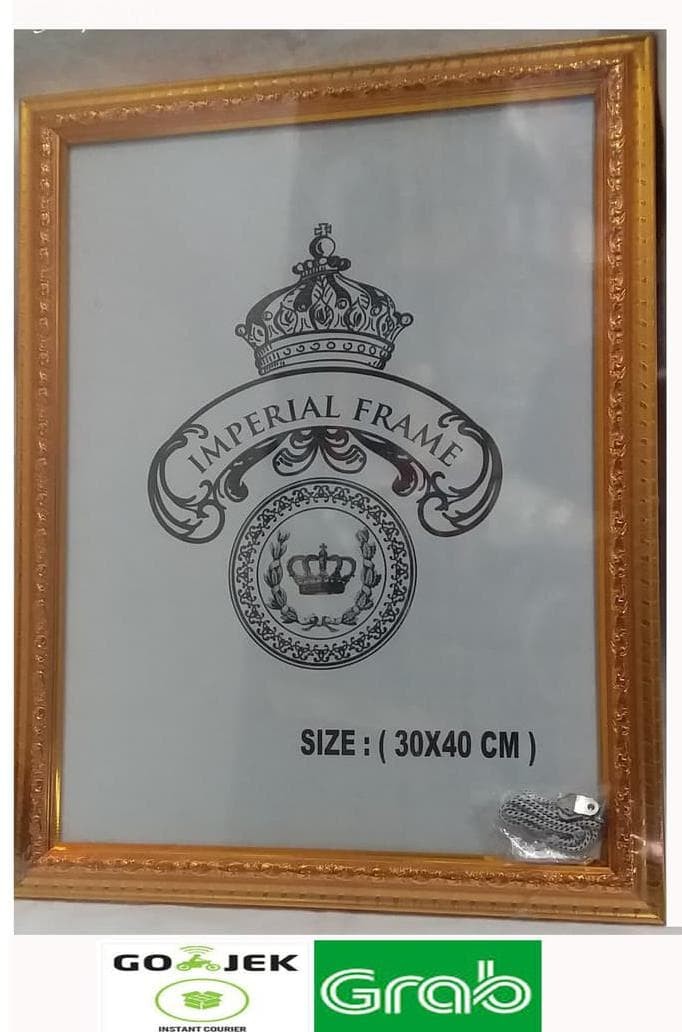 IMPERIAL FRAME
SIZE : ( 30X40 CM )
GO JEK
Grab
INSTANT COURIER